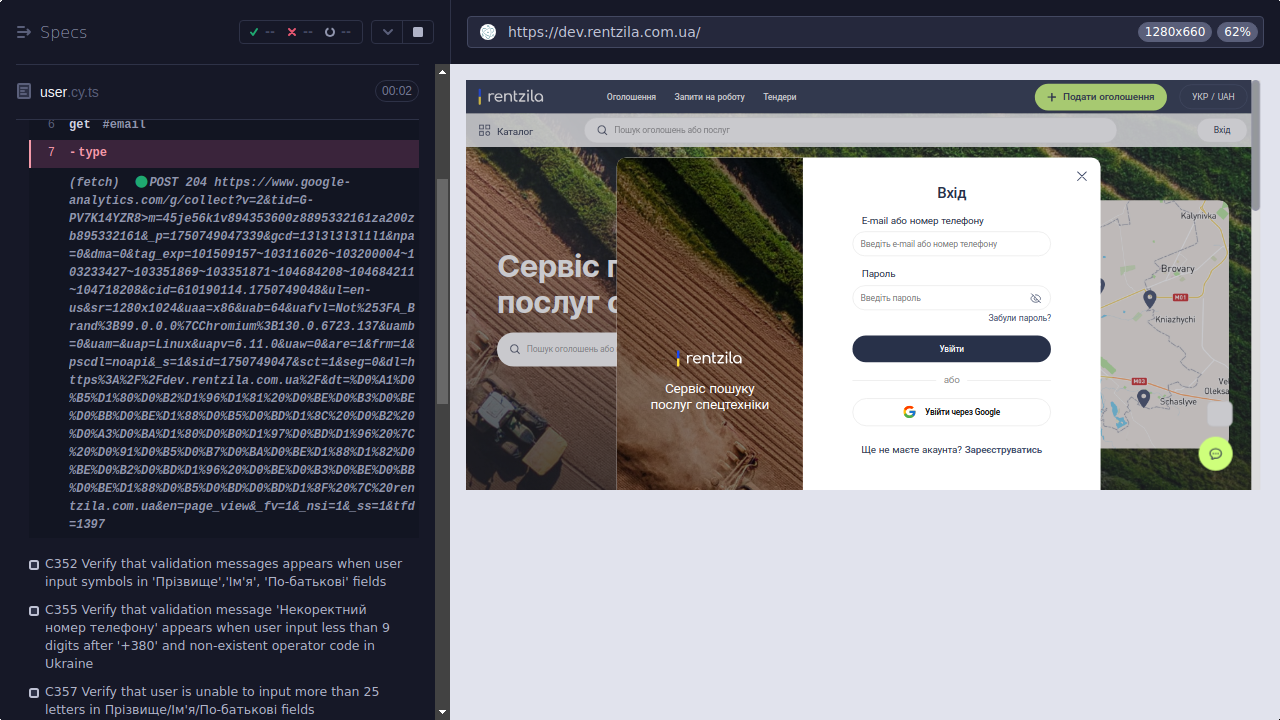 Specs
-- -- --
https://dev.rentzila.com.ua/
1280x660
62%
user.cy.ts
00:02
6 get #email
7 -type
(fetch) POST 204 https://www.google-
analytics.com/g/collect?v=2&tid=G-
PV7K14YZR8&gtm=45je56k1v894353600z8895332161za200z
b895332161&_p=1750749047339&gcd=13l3l3l3l1l1&npa
=0&dma=0&tag_exp=101509157~103116026~103200004~1
03233427~103351869~103351871~104684208~104684211
~104718208&cid=610190114.1750749048&ul=en-
us&sr=1280x1024&uaa=x86&uab=64&uafvl=Not%253FA_B
rand%3B99.0.0.0%7CChromium%3B130.0.6723.137&uamb
=0&uam=&uap=Linux&uapv=6.11.0&uaw=0&are=1&frm=1&
pscdl=noapi&_s=1&sid=1750749047&sct=1&seg=0&dl=h
ttps%3A%2F%2Fdev.rentzila.com.ua%2F&dt=%D0%A1%D0
%B5%D1%80%D0%B2%D1%96%D1%81%20%D0%BE%D0%B3%D0%BE
%D0%BB%D0%BE%D1%88%D0%B5%D0%BD%D1%8C%20%D0%B2%20
%D0%A3%D0%BA%D1%80%D0%B0%D1%97%D0%BD%D1%96%20%7C
%20%D0%91%D0%B5%D0%B7%D0%BA%D0%BE%D1%88%D1%82%D0
%BE%D0%B2%D0%BD%D1%96%20%D0%BE%D0%B3%D0%BE%D0%BB
%D0%BE%D1%88%D0%B5%D0%BD%D0%BD%D1%8F%20%7C%20ren
tzila.com.ua&en=page_view&_fv=1&_nsi=1&_ss=1&tfd
=1397
C352 Verify that validation messages appears when user
input symbols in 'Прізвище','Ім'я', 'По-батькові' fields
C355 Verify that validation message 'Некоректний
номер телефону' appears when user input less than 9
digits after '+380' and non-existent operator code in
Ukraine
C357 Verify that user is unable to input more than 25
letters in Прізвище/Ім'я/По-батькові fields
rentzila
Оголошення
Запити на роботу
Тендери
+ Подати оголошення
УКР / UAH
Каталог
Пошук оголошень або послуг
Вхід
Сервіс п
послуг с
Пошук оголошень або
rentzila
Сервіс пошуку
послуг спецтехніки
Вхід
E-mail або номер телефону
Введіть e-mail або номер телефону
Пароль
Введіть пароль
Забули пароль?
Увійти
або
Увійти через Google
Ще не маєте акаунта? Зареєструватись
Kalynivka
Brovary
M01
Kniazhychi
M03
Vel
Oleksa
Schaslyve